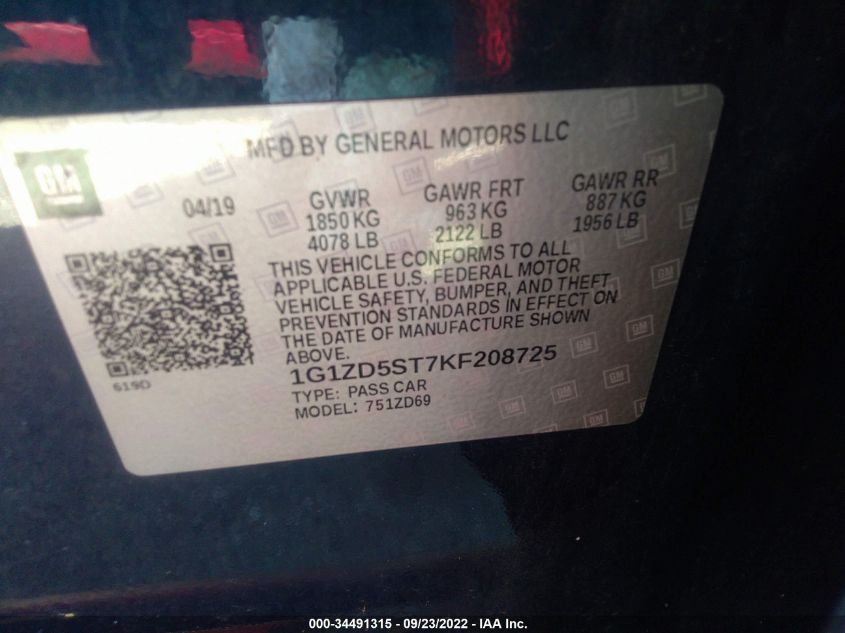 MFD BY GENERAL MOTORS LLC
GM
04/19
GVWR
1850 KG
4078 LB
GAWR FRT
963 KG
2122 LB
GAWR RR
887 KG
1956 LB
THIS VEHICLE CONFORMS TO ALL
APPLICABLE U.S. FEDERAL MOTOR
VEHICLE SAFETY, BUMPER, AND THEFT
PREVENTION STANDARDS IN EFFECT ON
THE DATE OF MANUFACTURE SHOWN
ABOVE.
619D
1G1ZD5ST7KF208725
TYPE: PASS CAR
MODEL: 751ZD69
000-34491315 - 09/23/2022 - IAA Inc.